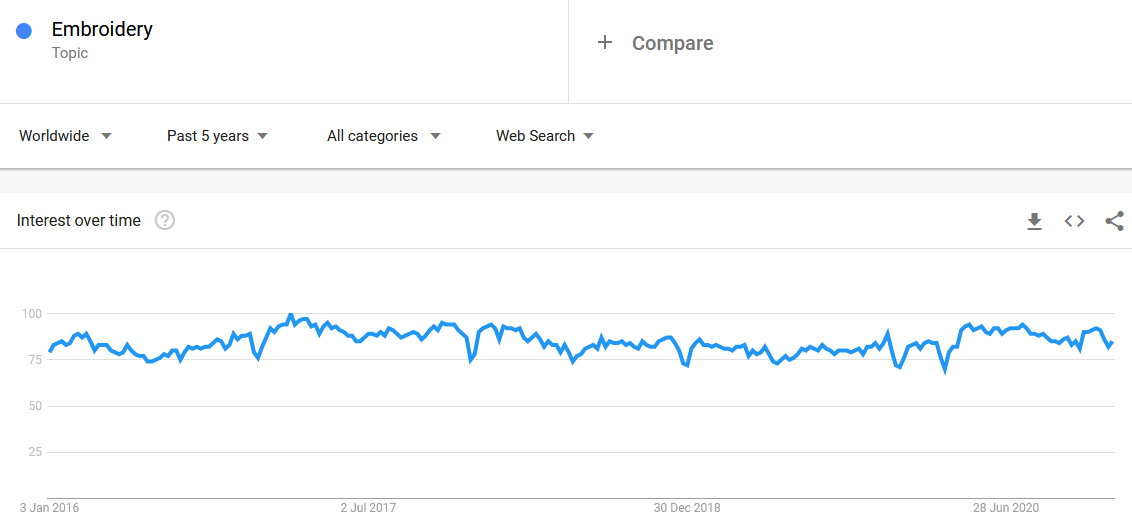 Embroidery
Topic
+ Compare
Worldwide
Past 5 years
All categories
Web Search
Interest over time ?
100
75
50
25
3 Jan 2016
2 Jul 2017
30 Dec 2018
28 Jun 2020